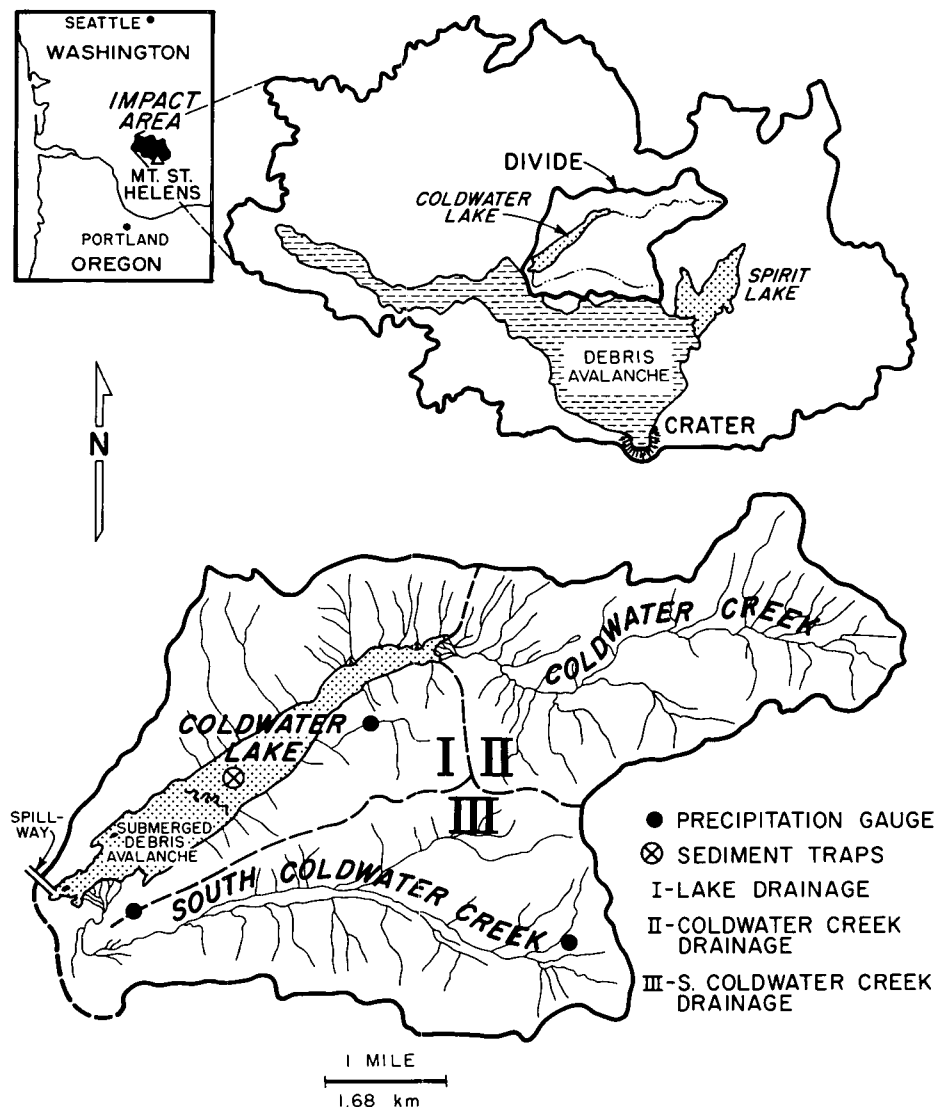 SEATTLE
WASHINGTON
IMPACT
AREA
MT. ST.
HELENS
PORTLAND
OREGON
DIVIDE
COLDWATER
LAKE
SPIRIT
LAKE
DEBRIS
AVALANCHE
CRATER
N
COLDWATER CREEK
COLDWATER
LAKE
I II
III
SPILL-
WAY
SUBMERGED
DEBRIS
AVALANCHE
SOUTH COLDWATER CREEK
PRECIPITATION GAUGE
SEDIMENT TRAPS
I-LAKE DRAINAGE
II-COLDWATER CREEK
DRAINAGE
III-S. COLDWATER CREEK
DRAINAGE
1 MILE
1.68 km